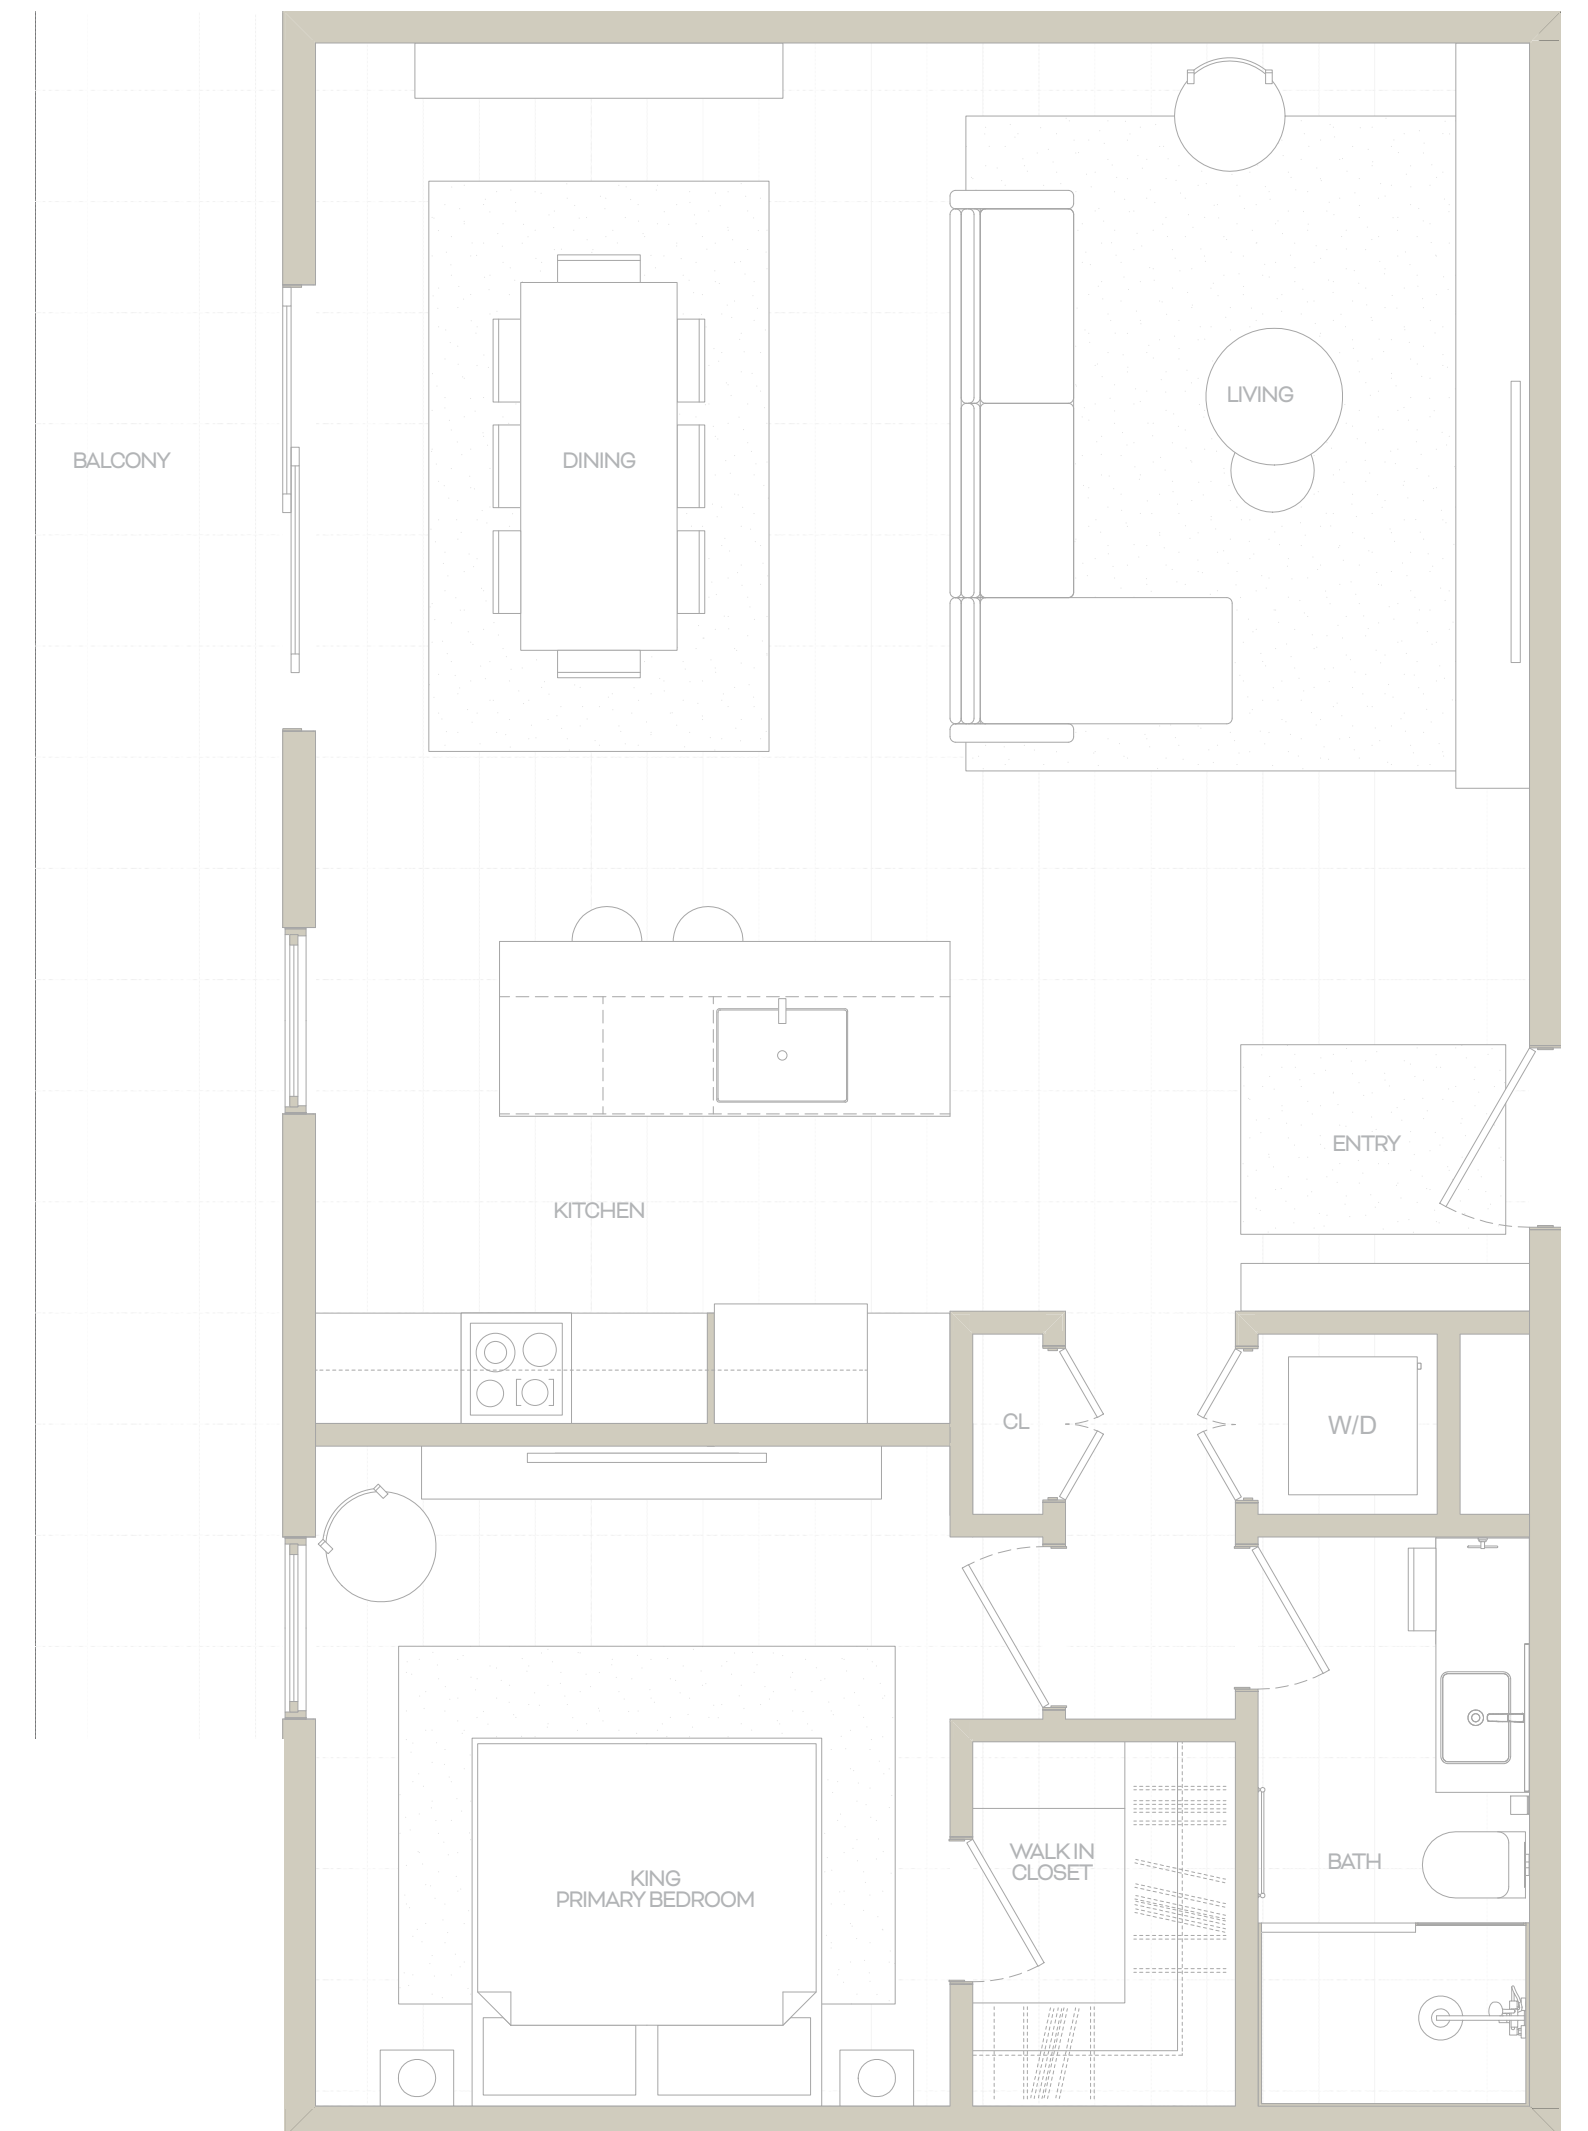 LIVING
BALCONY
DINING
ENTRY
KITCHEN
CL
W/D
WALK IN
CLOSET
BATH
KING
PRIMARY BEDROOM